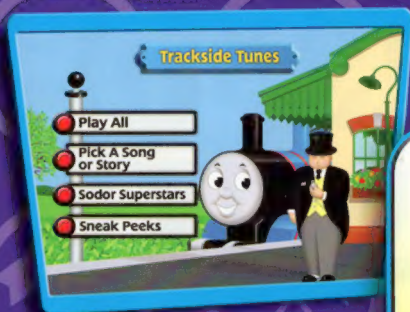 Trackside Tunes
Play All
Pick A Song
or Story
Sodor Superstars
Sneak Peeks